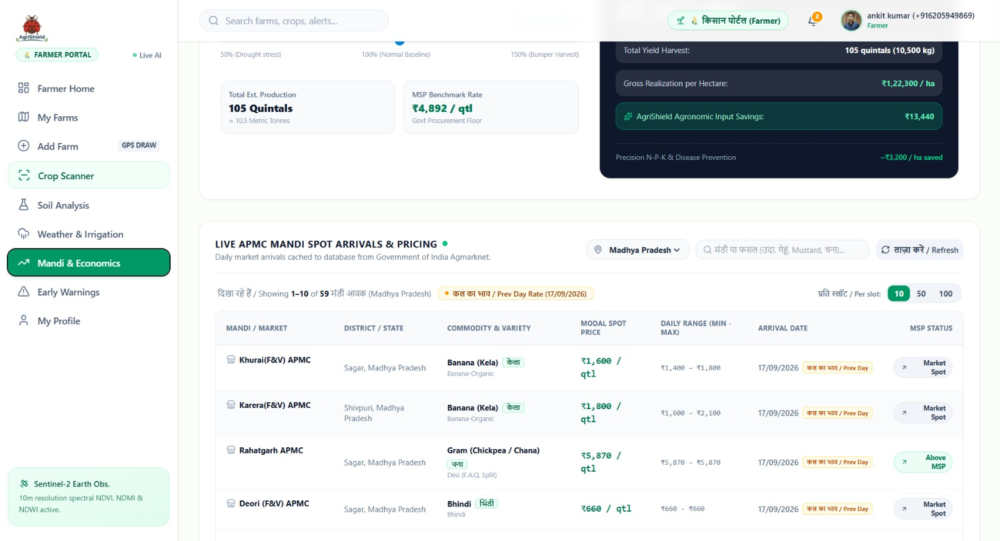 AgriShield
FARMER PORTAL
Live AI
Farmer Home
My Farms
Add Farm
GPS DRAW
Crop Scanner
Soil Analysis
Weather & Irrigation
Mandi & Economics
Early Warnings
My Profile
Sentinel-2 Earth Obs.
10m resolution spectral NDVI, NDMI &
NDWI active.
Search farms, crops, alerts...
किसान पोर्टल (Farmer)
2
ankit kumar (+916205949869)
Farmer
50% (Drought stress)
100% (Normal Baseline)
150% (Bumper Harvest)
Total Est. Production
105 Quintals
≈ 10.5 Metric Tonnes
MSP Benchmark Rate
₹4,892 / qtl
Govt Procurement Floor
Total Yield Harvest:
105 quintals (10,500 kg)
Gross Realization per Hectare:
₹1,22,300 / ha
AgriShield Agronomic Input Savings:
₹13,440
Precision N-P-K & Disease Prevention
~₹3,200 / ha saved
LIVE APMC MANDI SPOT ARRIVALS & PRICING
Daily market arrivals cached to database from Government of India Agmarknet.
Madhya Pradesh
मंडी या फसल (उदा. गेहूं, Mustard, चना)...
ताज़ा करें / Refresh
दिखा रहे हैं / Showing 1–10 of 59 मंडी आवक (Madhya Pradesh)
कल का भाव / Prev Day Rate (17/09/2026)
प्रति स्लॉट / Per slot:
10
50
100
MANDI / MARKET
DISTRICT / STATE
COMMODITY & VARIETY
MODAL SPOT
PRICE
DAILY RANGE (MIN -
MAX)
ARRIVAL DATE
MSP STATUS
Khurai(F&V) APMC
Sagar, Madhya Pradesh
Banana (Kela) केला
Banana-Organic
₹1,600 /
qtl
₹1,400 – ₹1,800
17/09/2026 कल का भाव / Prev Day
Market
Spot
Karera(F&V) APMC
Shivpuri, Madhya
Pradesh
Banana (Kela) केला
Banana-Organic
₹1,800 /
qtl
₹1,600 – ₹2,100
17/09/2026 कल का भाव / Prev Day
Market
Spot
Rahatgarh APMC
Sagar, Madhya Pradesh
Gram (Chickpea / Chana)
चना
Desi (F.A.Q. Split)
₹5,870 /
qtl
₹5,870 – ₹5,870
17/09/2026 कल का भाव / Prev Day
Above
MSP
Deori (F&V) APMC
Sagar, Madhya Pradesh
Bhindi भिंडी
Bhindi
₹660 / qtl
₹660 – ₹660
17/09/2026 कल का भाव / Prev Day
Market
Spot